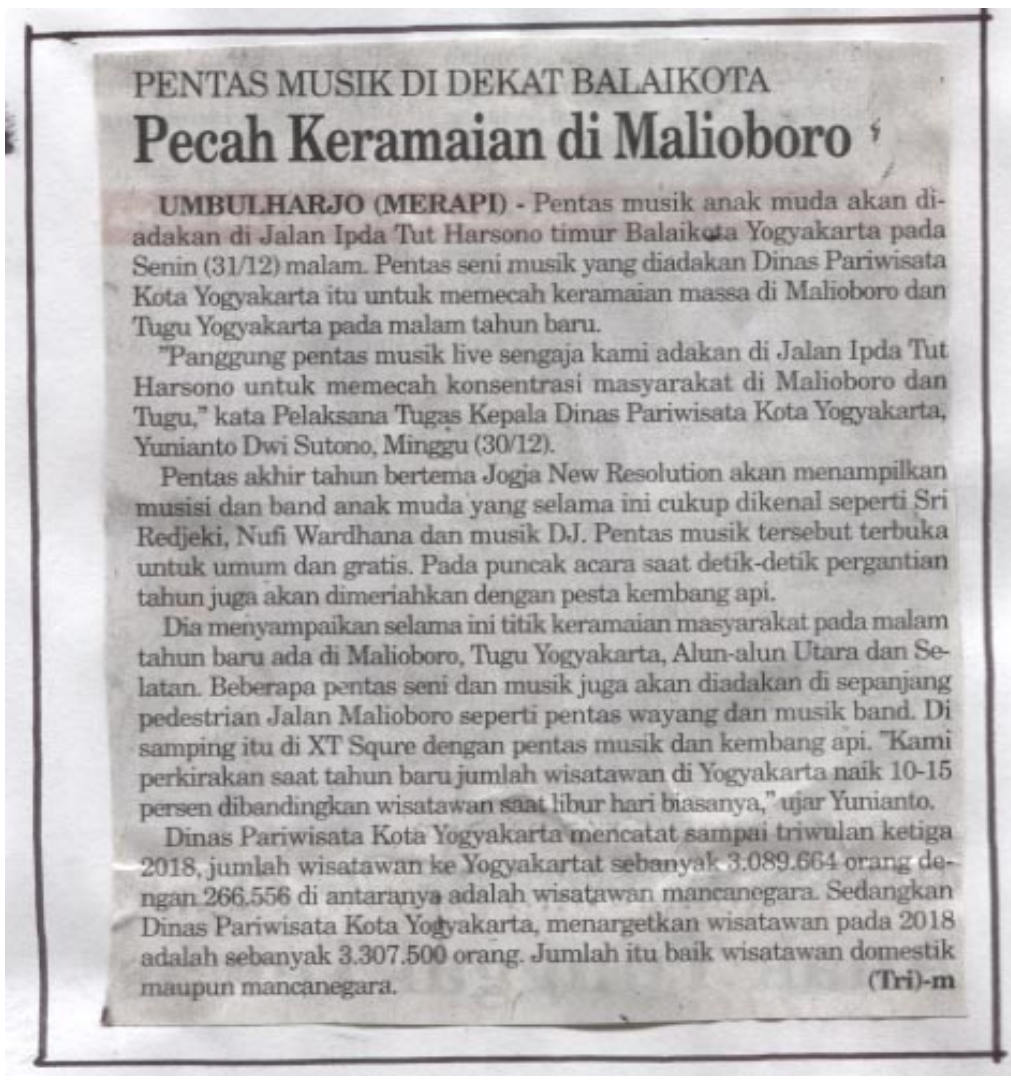 PENTAS MUSIK DI DEKAT BALAIKOTA
Pecah Keramaian di Malioboro
UMBULHARJO (MERAPI) - Pentas musik anak muda akan di-
adakan di Jalan Ipda Tut Harsono timur Balaikota Yogyakarta pada
Senin (31/12) malam. Pentas seni musik yang diadakan Dinas Pariwisata
Kota Yogyakarta itu untuk memecah keramaian massa di Malioboro dan
Tugu Yogyakarta pada malam tahun baru.
"Panggung pentas musik live sengaja kami adakan di Jalan Ipda Tut
Harsono untuk memecah konsentrasi masyarakat di Malioboro dan
Tugu," kata Pelaksana Tugas Kepala Dinas Pariwisata Kota Yogyakarta,
Yunianto Dwi Sutono, Minggu (30/12).
Pentas akhir tahun bertema Jogja New Resolution akan menampilkan
musisi dan band anak muda yang selama ini cukup dikenal seperti Sri
Redjeki, Nufi Wardhana dan musik DJ. Pentas musik tersebut terbuka
untuk umum dan gratis. Pada puncak acara saat detik-detik pergantian
tahun juga akan dimeriahkan dengan pesta kembang api.
Dia menyampaikan selama ini titik keramaian masyarakat pada malam
tahun baru ada di Malioboro, Tugu Yogyakarta, Alun-alun Utara dan Se-
latan. Beberapa pentas seni dan musik juga akan diadakan di sepanjang
pedestrian Jalan Malioboro seperti pentas wayang dan musik band. Di
samping itu di XT Squre dengan pentas musik dan kembang api. "Kami
perkirakan saat tahun baru jumlah wisatawan di Yogyakarta naik 10-15
persen dibandingkan wisatawan saat libur hari biasanya," ujar Yunianto.
Dinas Pariwisata Kota Yogyakarta mencatat sampai triwulan ketiga
2018, jumlah wisatawan ke Yogyakartat sebanyak 3.089.664 orang de-
ngan 266.556 di antaranya adalah wisatawan mancanegara. Sedangkan
Dinas Pariwisata Kota Yogyakarta, menargetkan wisatawan pada 2018
adalah sebanyak 3.307.500 orang. Jumlah itu baik wisatawan domestik
maupun mancanegara. (Tri)-m